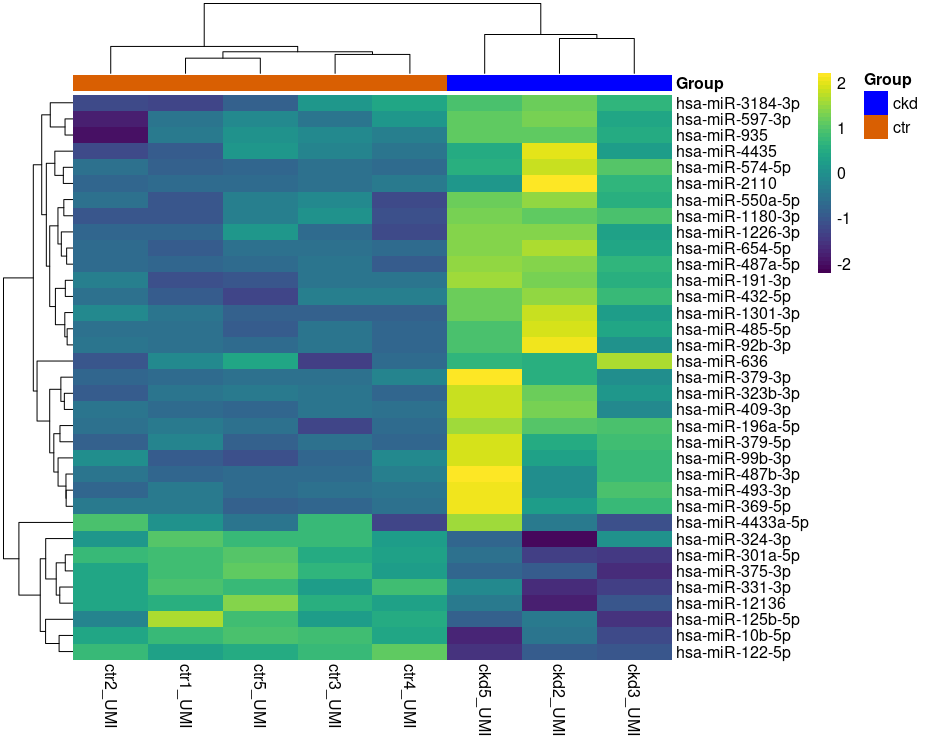 Group
hsa-miR-3184-3p
hsa-miR-597-3p
hsa-miR-935
hsa-miR-4435
hsa-miR-574-5p
hsa-miR-2110
hsa-miR-550a-5p
hsa-miR-1180-3p
hsa-miR-1226-3p
hsa-miR-654-5p
hsa-miR-487a-5p
hsa-miR-191-3p
hsa-miR-432-5p
hsa-miR-1301-3p
hsa-miR-485-5p
hsa-miR-92b-3p
hsa-miR-636
hsa-miR-379-3p
hsa-miR-323b-3p
hsa-miR-409-3p
hsa-miR-196a-5p
hsa-miR-379-5p
hsa-miR-99b-3p
hsa-miR-487b-3p
hsa-miR-493-3p
hsa-miR-369-5p
hsa-miR-4433a-5p
hsa-miR-324-3p
hsa-miR-301a-5p
hsa-miR-375-3p
hsa-miR-331-3p
hsa-miR-12136
hsa-miR-125b-5p
hsa-miR-10b-5p
hsa-miR-122-5p
ctr2_UMI
ctr1_UMI
ctr5_UMI
ctr3_UMI
ctr4_UMI
ckd5_UMI
ckd2_UMI
ckd3_UMI
2
1
0
-1
-2
Group
ckd
ctr